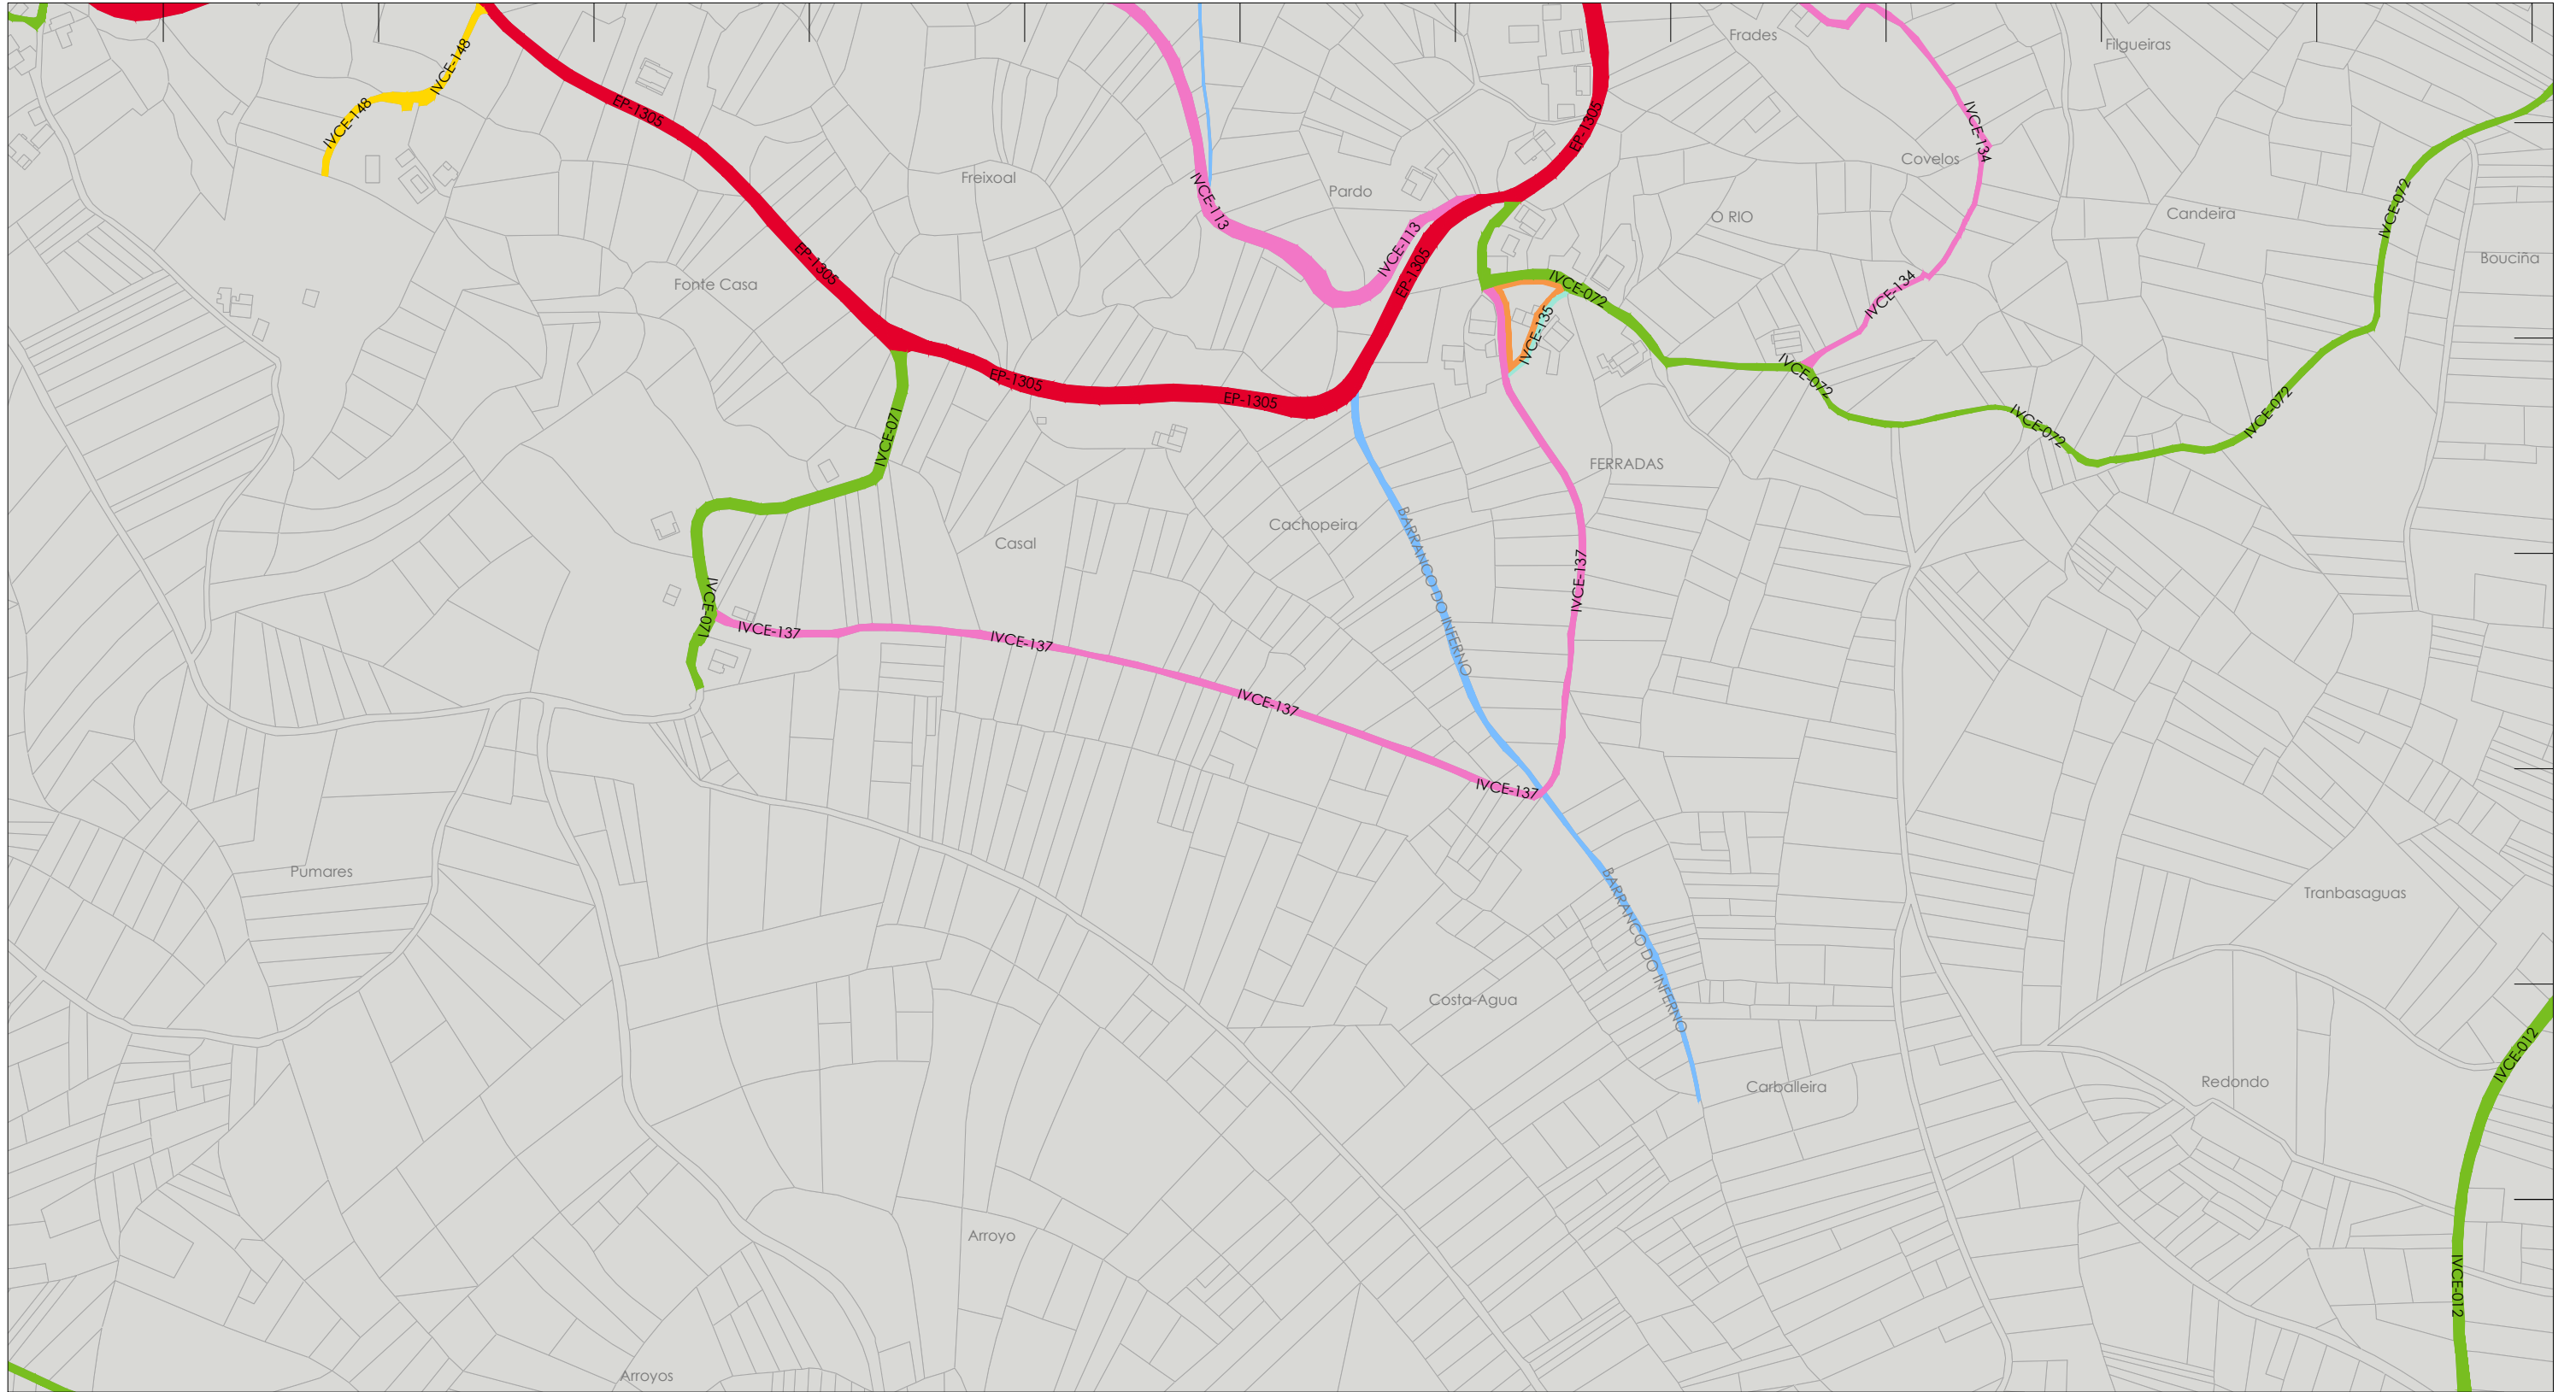 Frades
Filgueiras
IVCE-148
IVCE-148
EP-1305
EP-1305
IVCE-134
Covelos
Freixoal
Pardo
IVCE-113
IVCE-113
O RIO
IVCE-072
Candeira
Bouciña
EP-1305
EP-1305
Fonte Casa
IVCE-072
IVCE-134
IVCE-135
EP-1305
EP-1305
IVCE-072
IVCE-072
IVCE-072
IVCE-071
FERRADAS
Cachopeira
Casal
BARRANCO DO INFERNO
IVCE-137
IVCE-071
IVCE-137
IVCE-137
IVCE-137
IVCE-137
Pumares
Tranbasaguas
BARRANCO DO INFERNO
Costa-Agua
IVCE-012
Redondo
Carballeira
Arroyo
IVCE-012
Arroyos